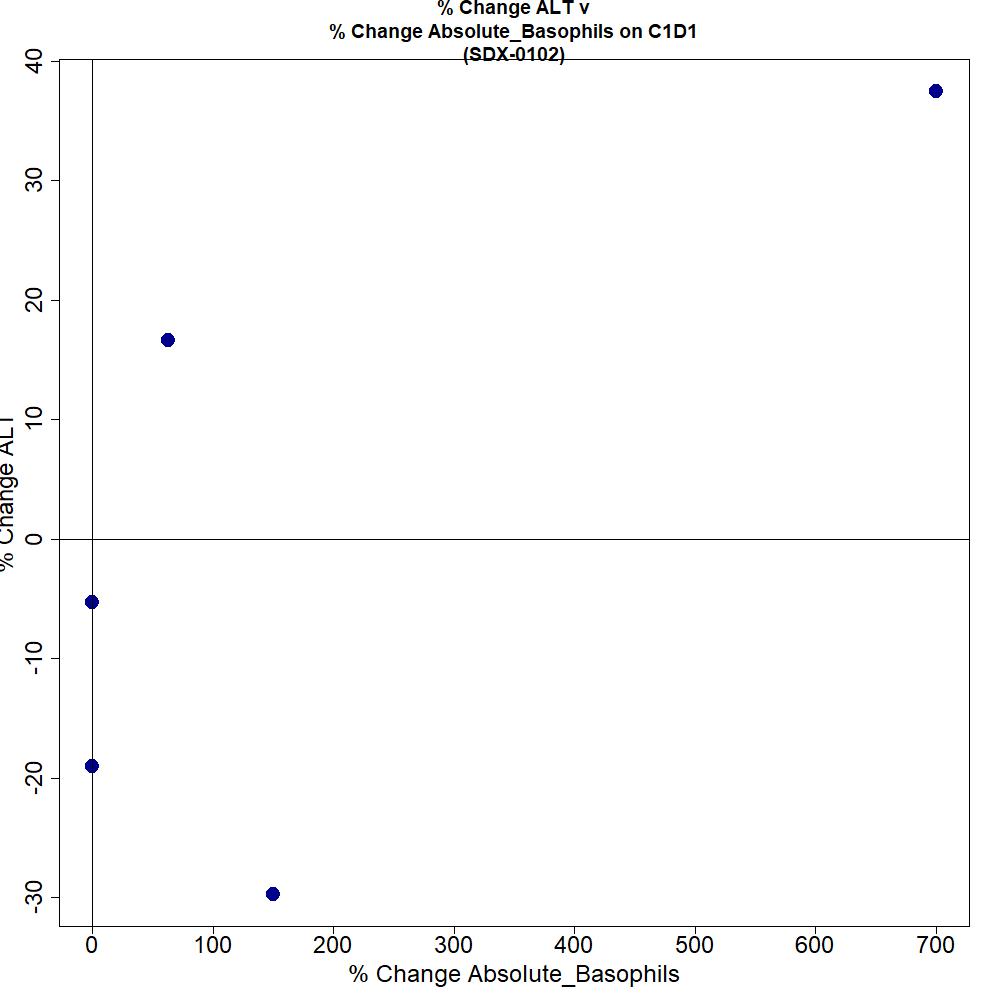 % Change ALT v
% Change Absolute_Basophils on C1D1
(SDX-0102)
40
30
20
10
0
-10
-20
-30
% Change ALT
0 100 200 300 400 500 600 700
% Change Absolute_Basophils